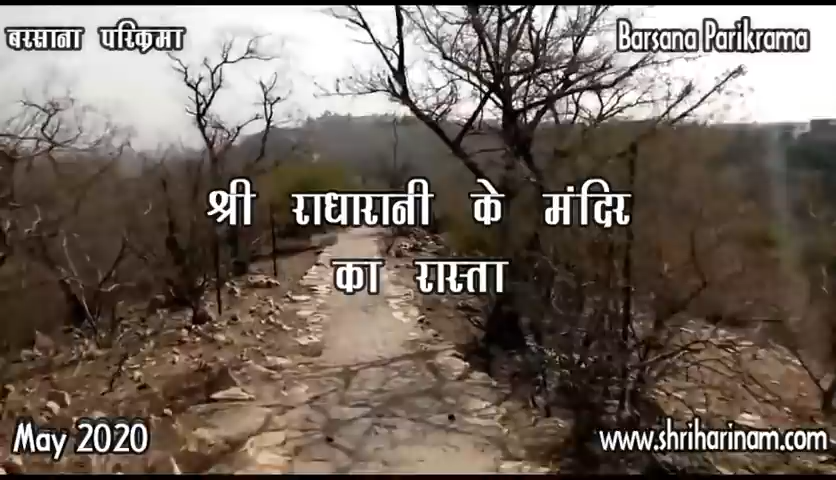 बरसाना परिक्रमा
Barsana Parikrama
श्री राधारानी के मंदिर
का रास्ता
May 2020
www.shriharinam.com